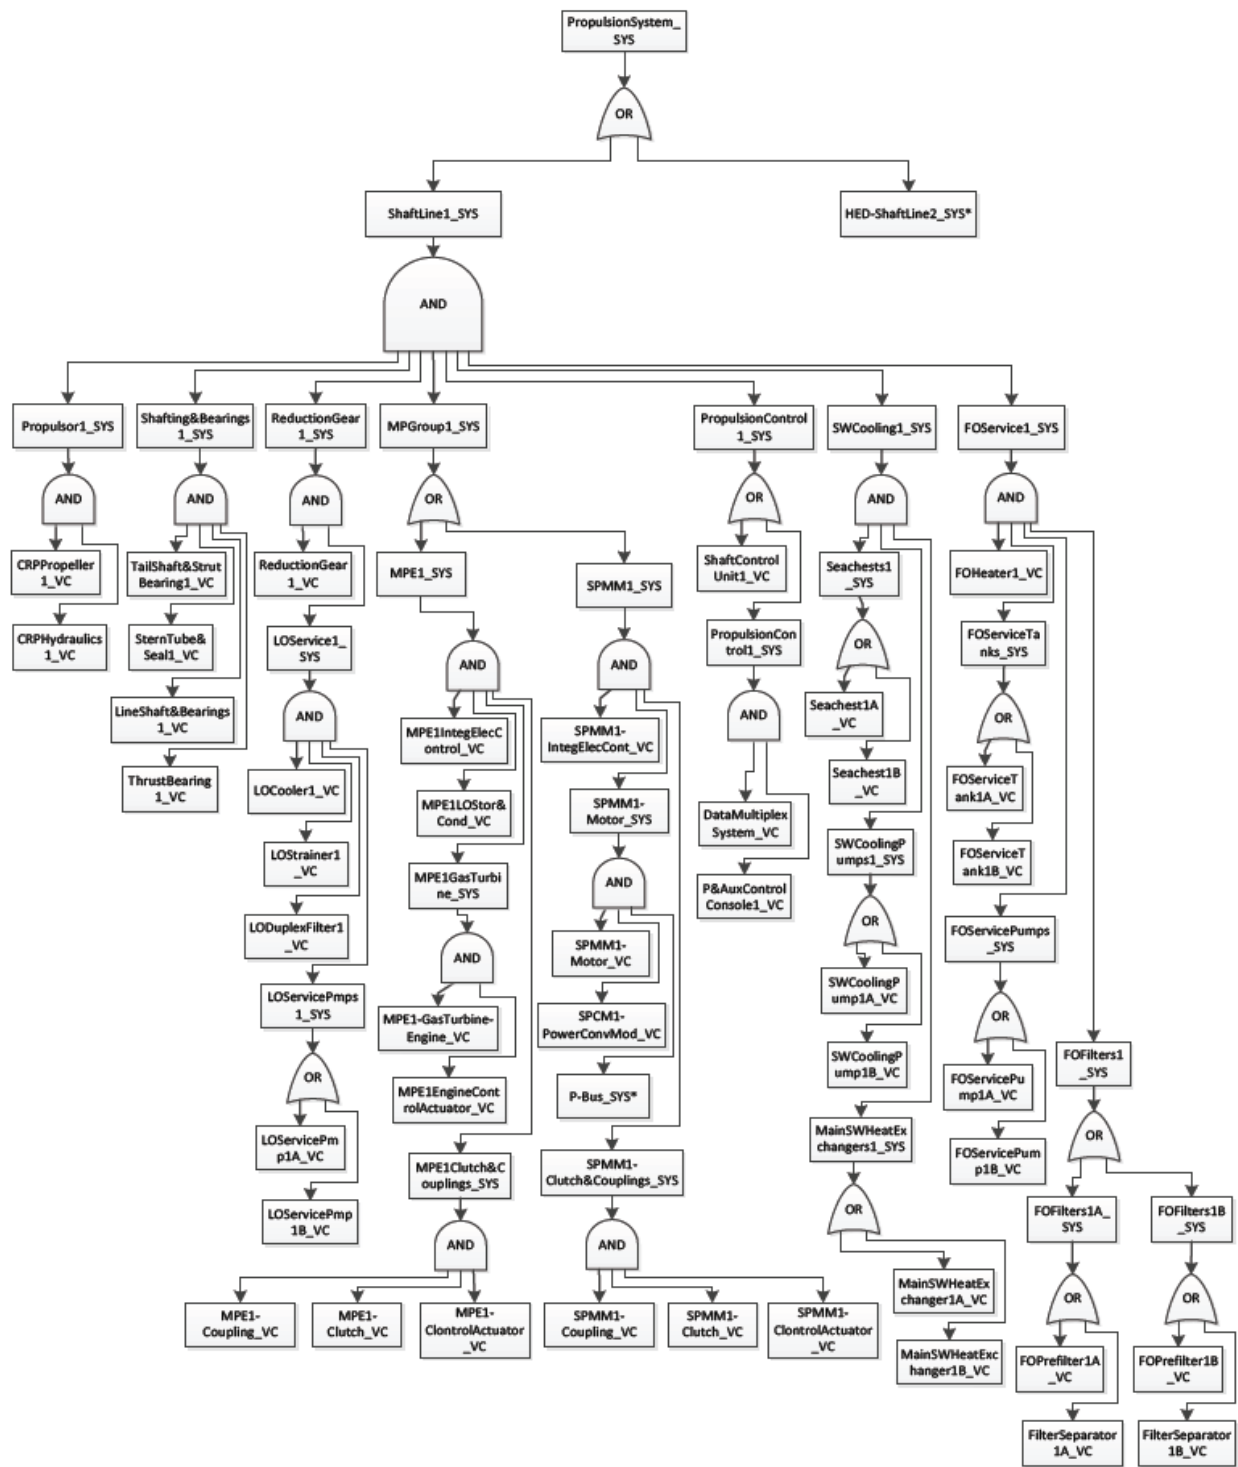 PropulsionSystem_
SYS
OR
ShaftLine1_SYS
HED-ShaftLine2_SYS*
AND
Propulsor1_SYS
Shafting&Bearings
1_SYS
ReductionGear
1_SYS
MPGroup1_SYS
PropulsionControl
1_SYS
SWCooling1_SYS
FOService1_SYS
AND
AND
AND
OR
OR
AND
AND
CRPPropeller
1_VC
CRPHydraulics
1_VC
TailShaft&Strut
Bearing1_VC
SternTube&
Seal1_VC
LineShaft&Bearings
1_VC
ThrustBearing
1_VC
ReductionGear
1_VC
LOService1_
SYS
AND
LOCooler1_VC
LOStrainer1
_VC
LODuplexFilter1
_VC
LOServicePmps
1_SYS
OR
LOServicePm
p1A_VC
LOServicePmp
1B_VC
MPE1_SYS
AND
MPE1IntegElecC
ontrol_VC
MPE1LOStor&
Cond_VC
MPE1GasTurbi
ne_SYS
AND
MPE1-GasTurbine-
Engine_VC
MPE1EngineCont
rolActuator_VC
MPE1Clutch&C
ouplings_SYS
AND
MPE1-
Coupling_VC
MPE1-
Clutch_VC
MPE1-
ClontrolActuator
_VC
SPMM1_SYS
AND
SPMM1-
IntegElecCont_VC
SPMM1-
Motor_SYS
AND
SPMM1-
Motor_VC
SPCM1-
PowerConvMod_VC
P-Bus_SYS*
SPMM1-
Clutch&Couplings_SYS
AND
SPMM1-
Coupling_VC
SPMM1-
Clutch_VC
SPMM1-
ClontrolActuator
_VC
ShaftControl
Unit1_VC
PropulsionCon
trol1_SYS
AND
DataMultiplex
System_VC
P&AuxControl
Console1_VC
Seachests1
_SYS
OR
Seachest1A
_VC
Seachest1B
_VC
SWCoolingP
umps1_SYS
OR
SWCoolingP
ump1A_VC
SWCoolingP
ump1B_VC
MainSWHeatEx
changers1_SYS
OR
MainSWHeatEx
changer1A_VC
MainSWHeatExc
hanger1B_VC
FOHeater1_VC
FOServiceTa
nks_SYS
OR
FOServiceT
ank1A_VC
FOServiceT
ank1B_VC
FOServicePumps
_SYS
OR
FOServicePu
mp1A_VC
FOServicePum
p1B_VC
FOFilters1
_SYS
OR
FOFilters1A_
SYS
FOFilters1B
_SYS
OR
OR
FOPrefilter1A
_VC
FOPrefilter1B
_VC
FilterSeparator
1A_VC
FilterSeparator
1B_VC